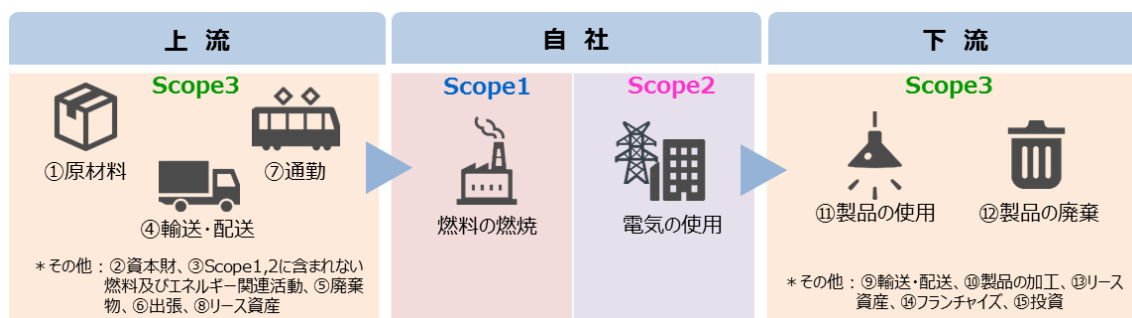 上流
Scope3
①原材料
⑦通勤
④輸送・配送
＊その他：②資本財、③Scope1,2に含まれない
燃料及びエネルギー関連活動、⑤廃棄
物、⑥出張、⑧リース資産
自社
Scope1
燃料の燃焼
Scope2
電気の使用
下流
Scope3
⑪製品の使用
⑫製品の廃棄
＊その他：⑨輸送・配送、⑩製品の加工、⑬リース
資産、⑭フランチャイズ、⑮投資